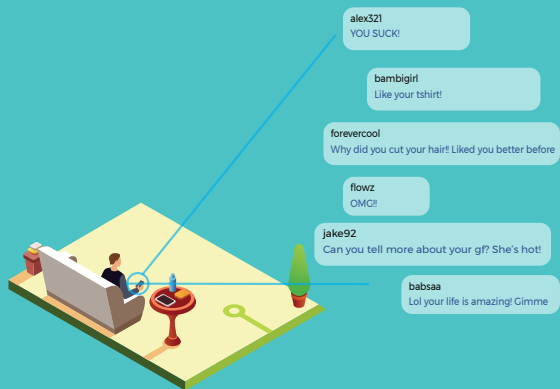 alex321
YOU SUCK!
bambigirl
Like your tshirt!
forevercool
Why did you cut your hair!! Liked you better before
flowz
OMG!!
jake92
Can you tell more about your gf? She's hot!
babsaa
Lol your life is amazing! Gimme